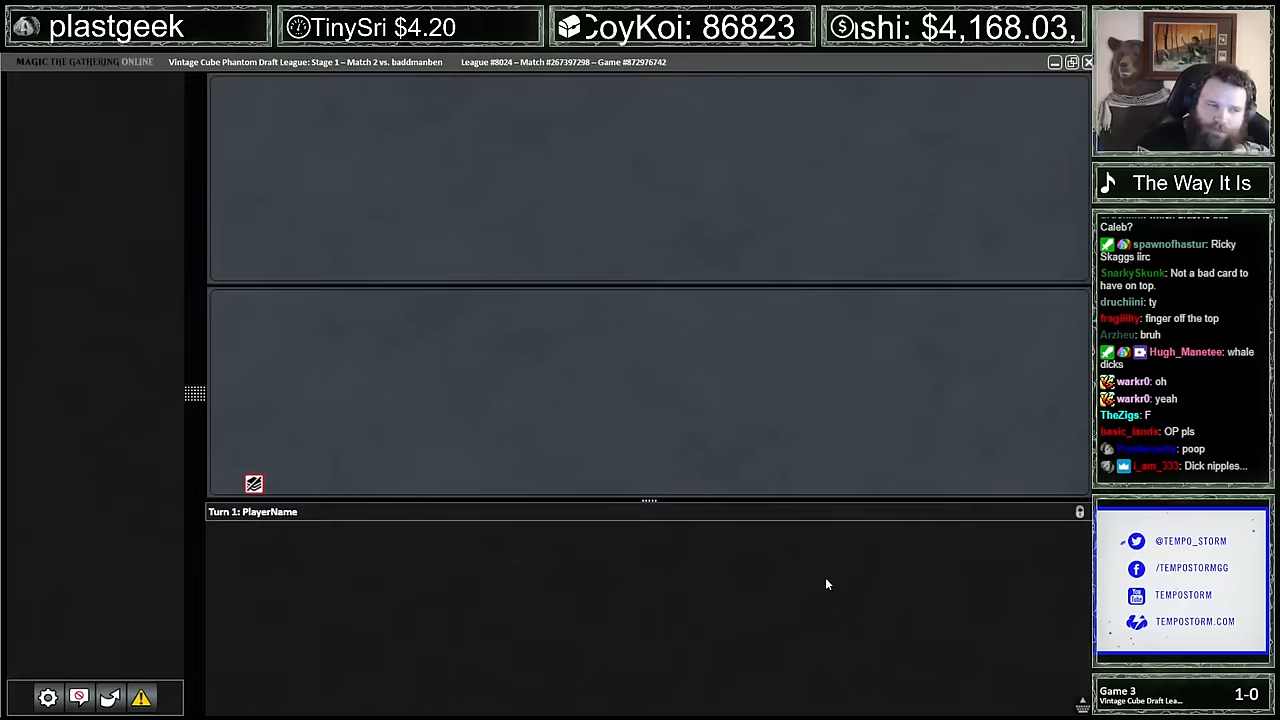 plastgeek
TinySri $4.20
CoyKoi: 86823
ashi: $4,168.03,
MAGIC THE GATHERING ONLINE
Vintage Cube Phantom Draft League: Stage 1 – Match 2 vs. baddmanben
League #8024 – Match #267397298 – Game #872976742
The Way It Is
Caleb?
spawnofhastur: Ricky
Skaggs iirc
SnarkySkunk: Not a bad card to
have on top.
druchiini: ty
fragility: finger off the top
Arzheu: bruh
Hugh_Manetee: whale
dicks
warkr0: oh
warkr0: yeah
TheZigs: F
basic_lands: OP pls
: poop
i_am_333: Dick nipples...
Turn 1: PlayerName
@TEMPO_STORM
/TEMPOSTORMGG
You
Tube
TEMPOSTORM
TEMPOSTORM.COM
Game 3
Vintage Cube Draft Lea...
1-0